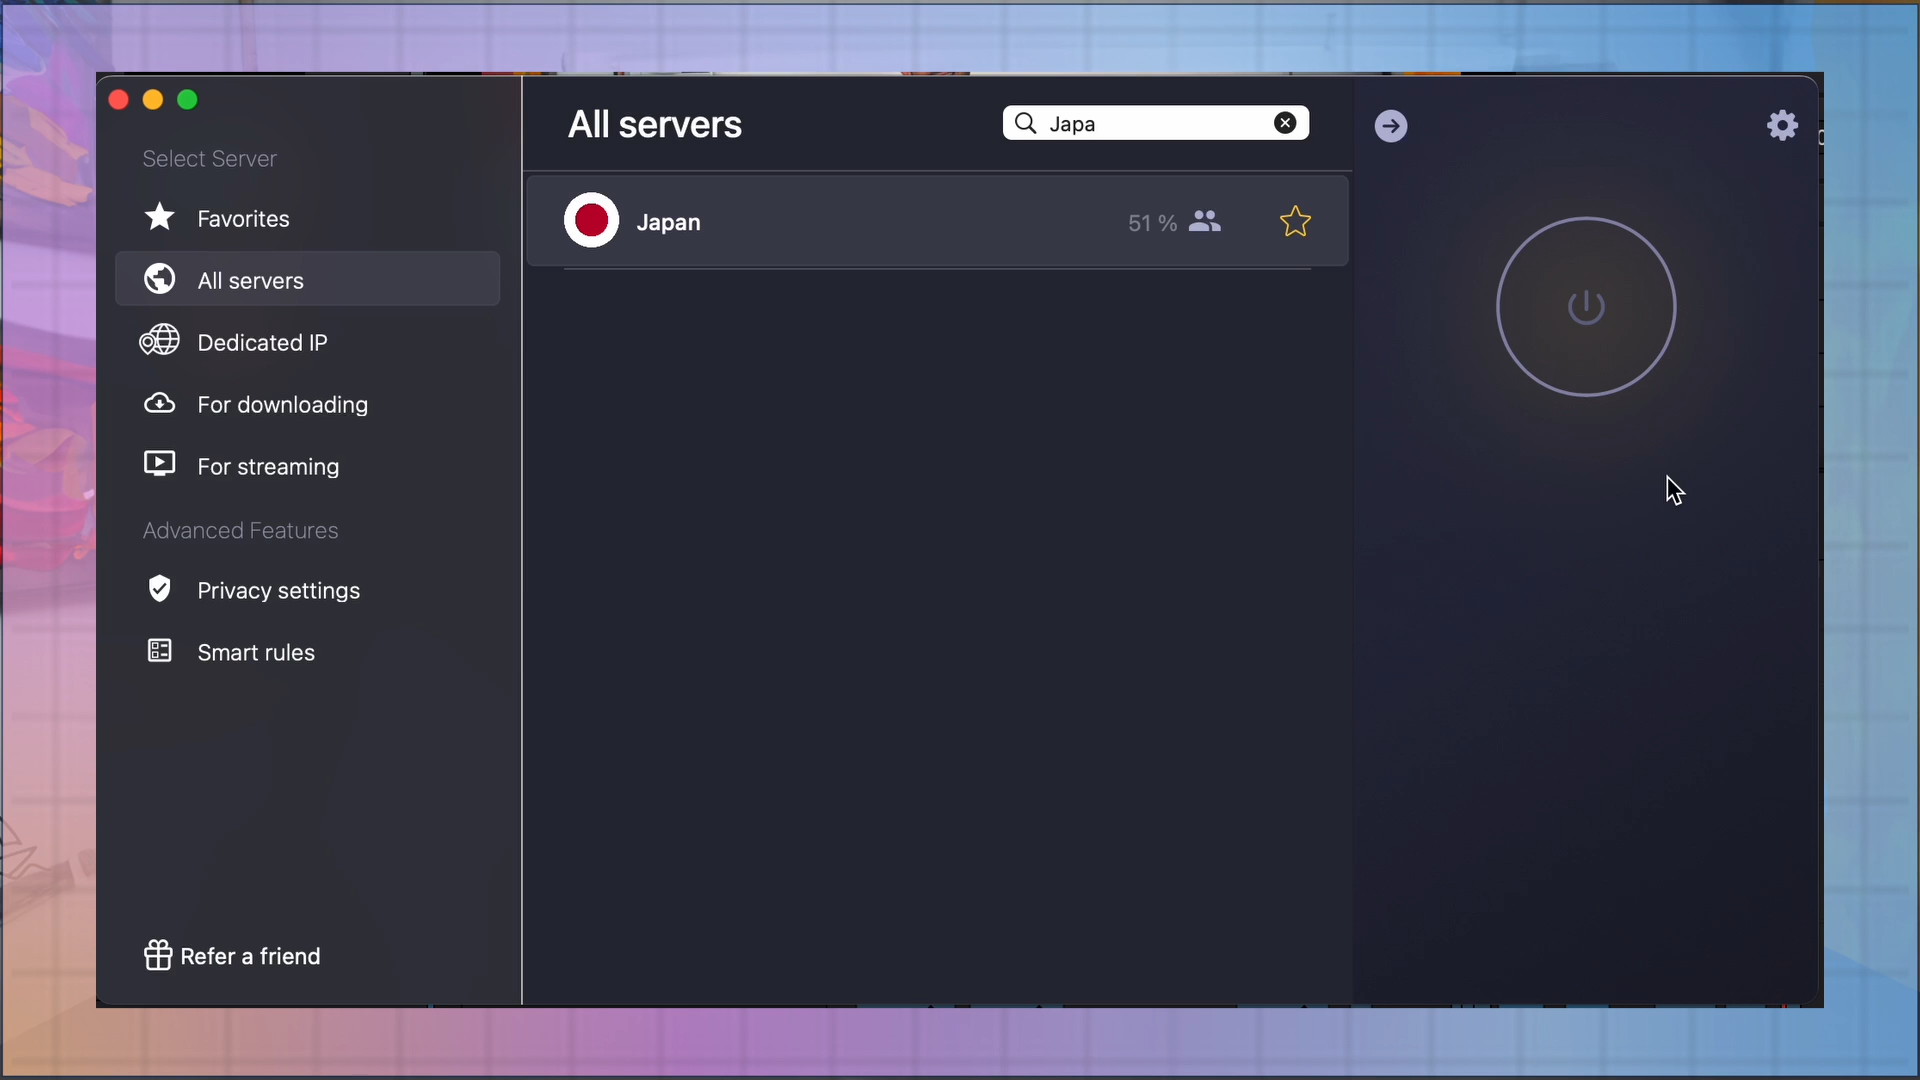 Select Server
Favorites
All servers
Dedicated IP
For downloading
For streaming
Advanced Features
Privacy settings
Smart rules
Refer a friend
All servers
Japa
Japan
51 %